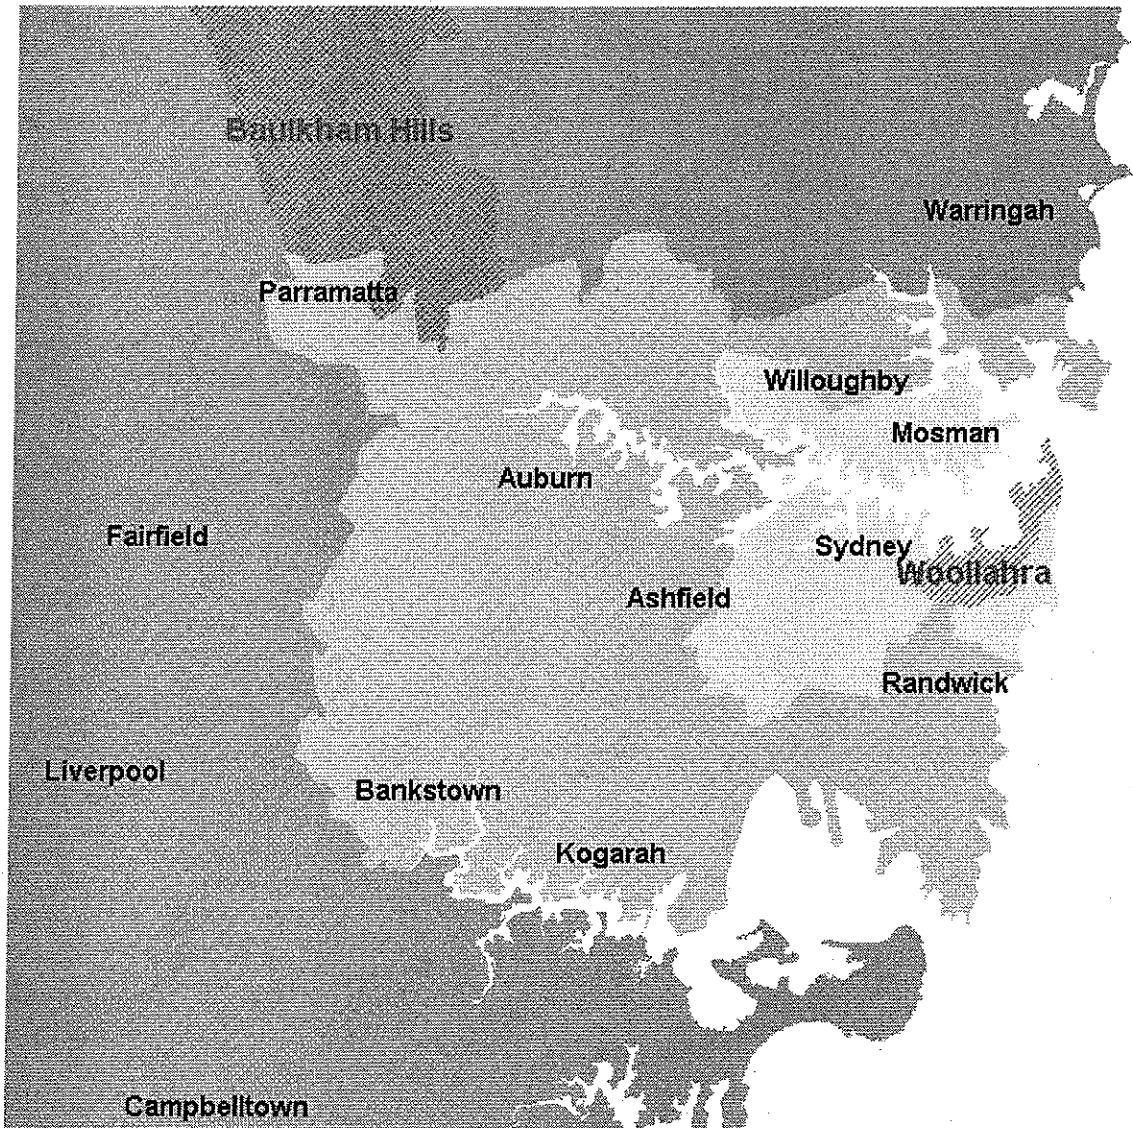 Baulkham Hills
Warringah
Parramatta
Willoughby
Mosman
Auburn
Fairfield
Sydney
Woollahra
Ashfield
Randwick
Liverpool
Bankstown
Kogarah
Campbelltown